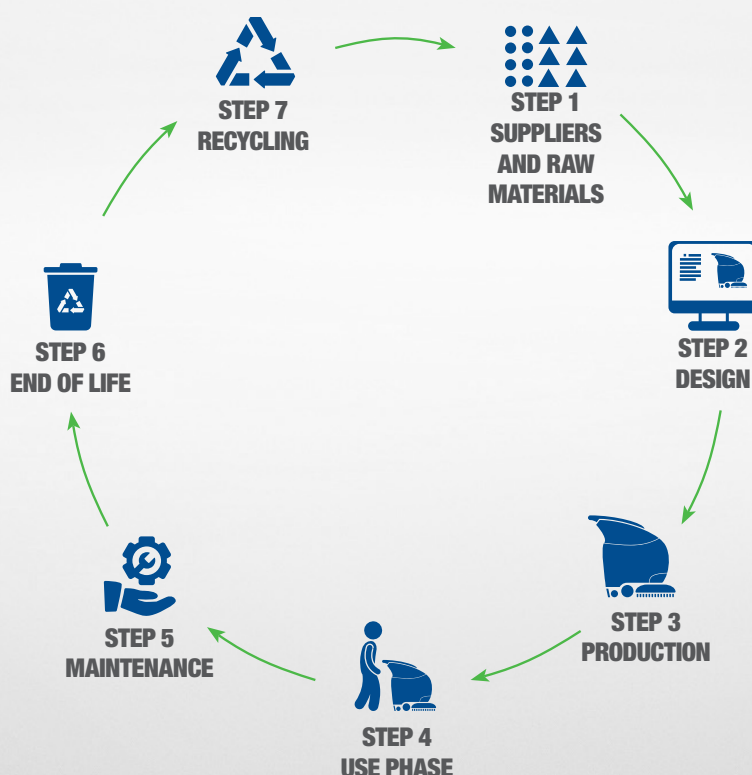 STEP 1
SUPPLIERS
AND RAW
MATERIALS
STEP 2
DESIGN
STEP 3
PRODUCTION
STEP 4
USE PHASE
STEP 5
MAINTENANCE
STEP 6
END OF LIFE
STEP 7
RECYCLING